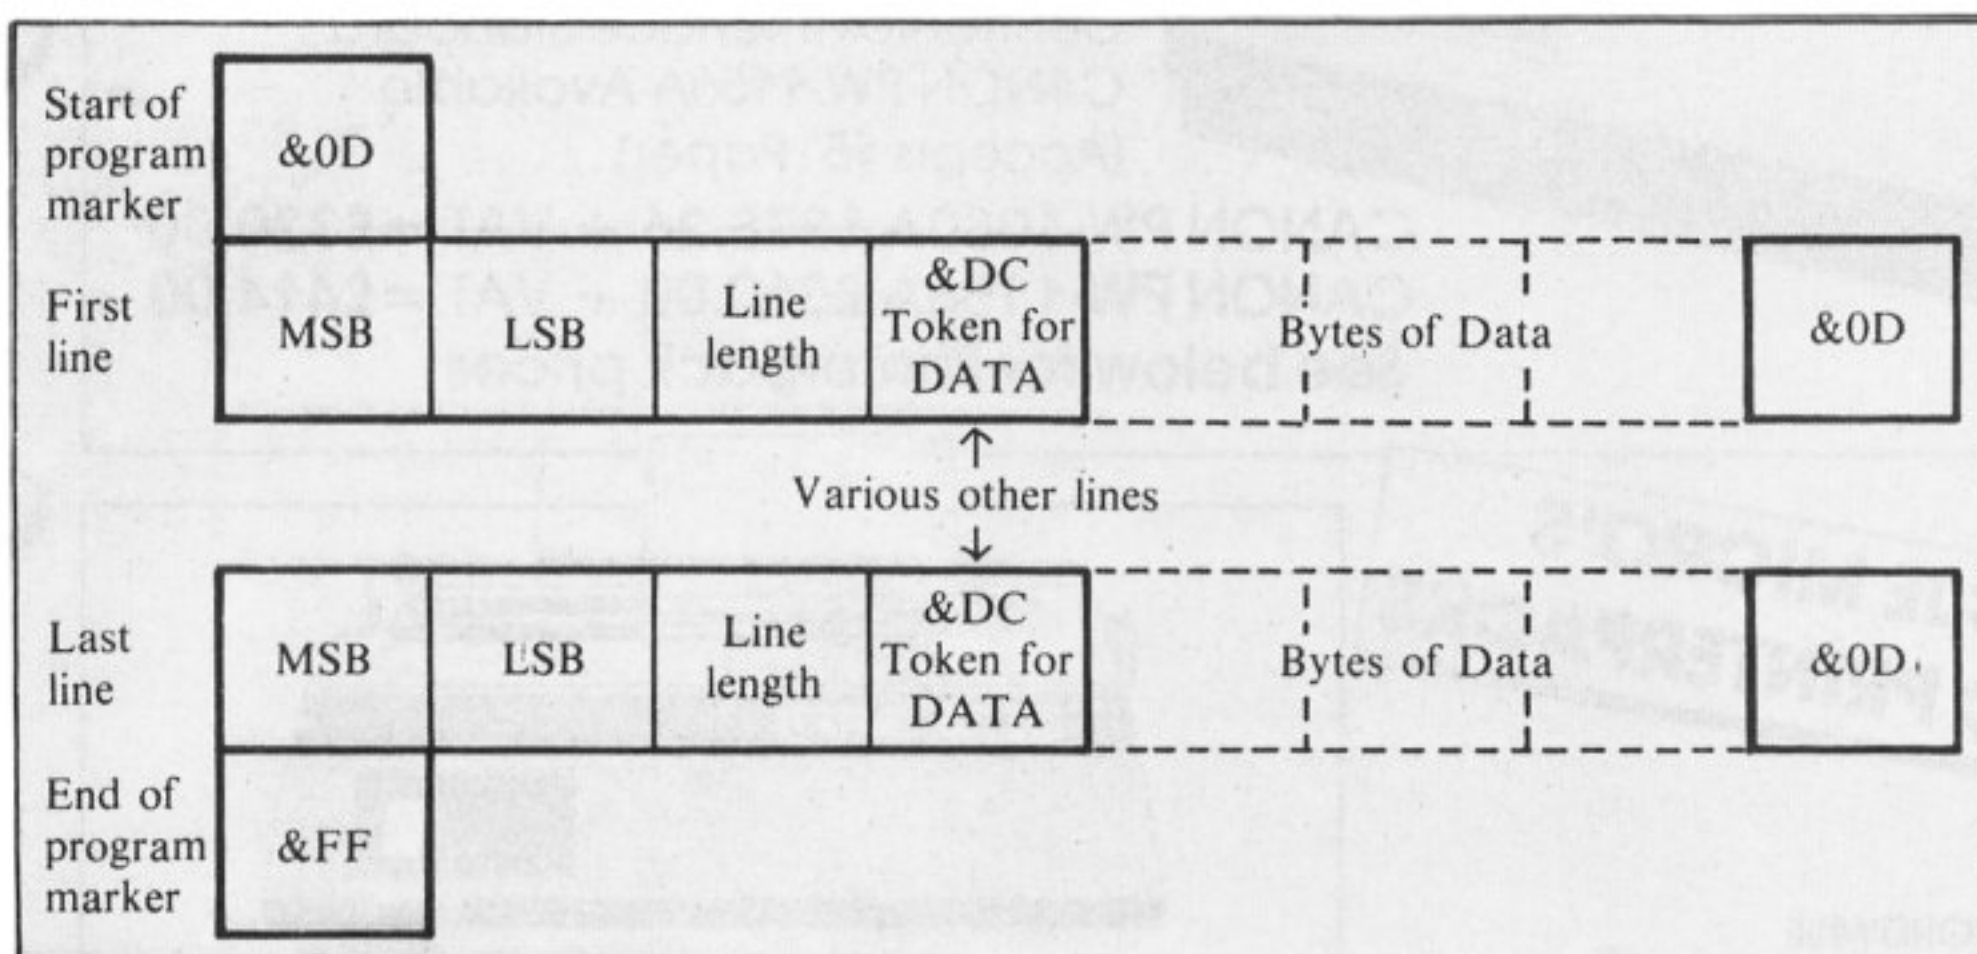 Start of
program
marker
&0D
First
line
MSB
LSB
Line
length
&DC
Token for
DATA
Bytes of Data
&0D
Various other lines
Last
line
MSB
LSB
Line
length
&DC
Token for
DATA
Bytes of Data
&0D
End of
program
marker
&FF